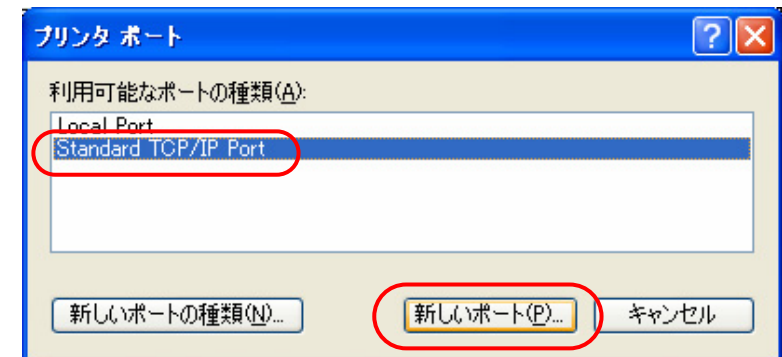 プリンタ ポート
利用可能なポートの種類(A):
Local Port
Standard TCP/IP Port
新しいポートの種類(N)... 新しいポート(P)... キャンセル